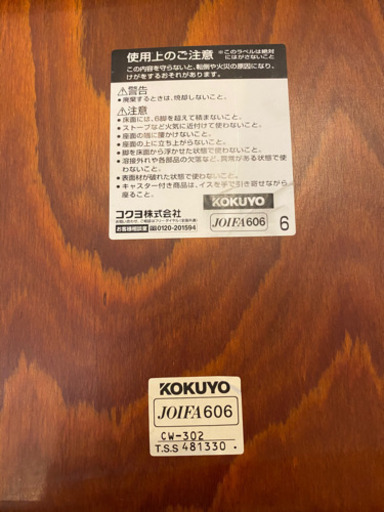 使用上のご注意 ※このラベルは絶対にはがさないこと
この内容を守らないと、転倒や火災の原因になり、
けがをするおそれがあります。
⚠警告
●廃棄するときは、焼却しないこと。
⚠注意
●床面には、6脚を超えて積まないこと。
●ストーブなど火気に近付けて使わないこと。
●座面の端に腰かけないこと。
●座面の上に立ち上がらないこと。
●脚を床面から浮かせた状態で使わないこと。
●溶接外れや各部品の欠落など、異常がある状態で使
わないこと。
●表面材が破れた状態で使わないこと。
●キャスター付き商品は、イスを手で引き寄せながら
座ること。
コクヨ株式会社
お客様相談室 0120-201594
KOKUYO
JOIFA606
6
KOKUYO
JOIFA606
CW-302
T.S.S 481330.